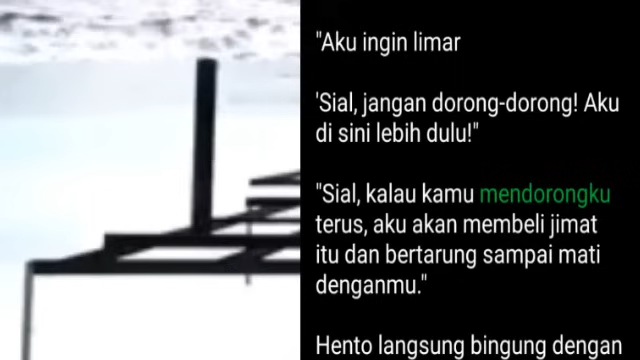 "Aku ingin limar
'Sial, jangan dorong-dorong! Aku
di sini lebih dulu!"
"Sial, kalau kamu mendorongku
terus, aku akan membeli jimat
itu dan bertarung sampai mati
denganmu."
Hento langsung bingung dengan